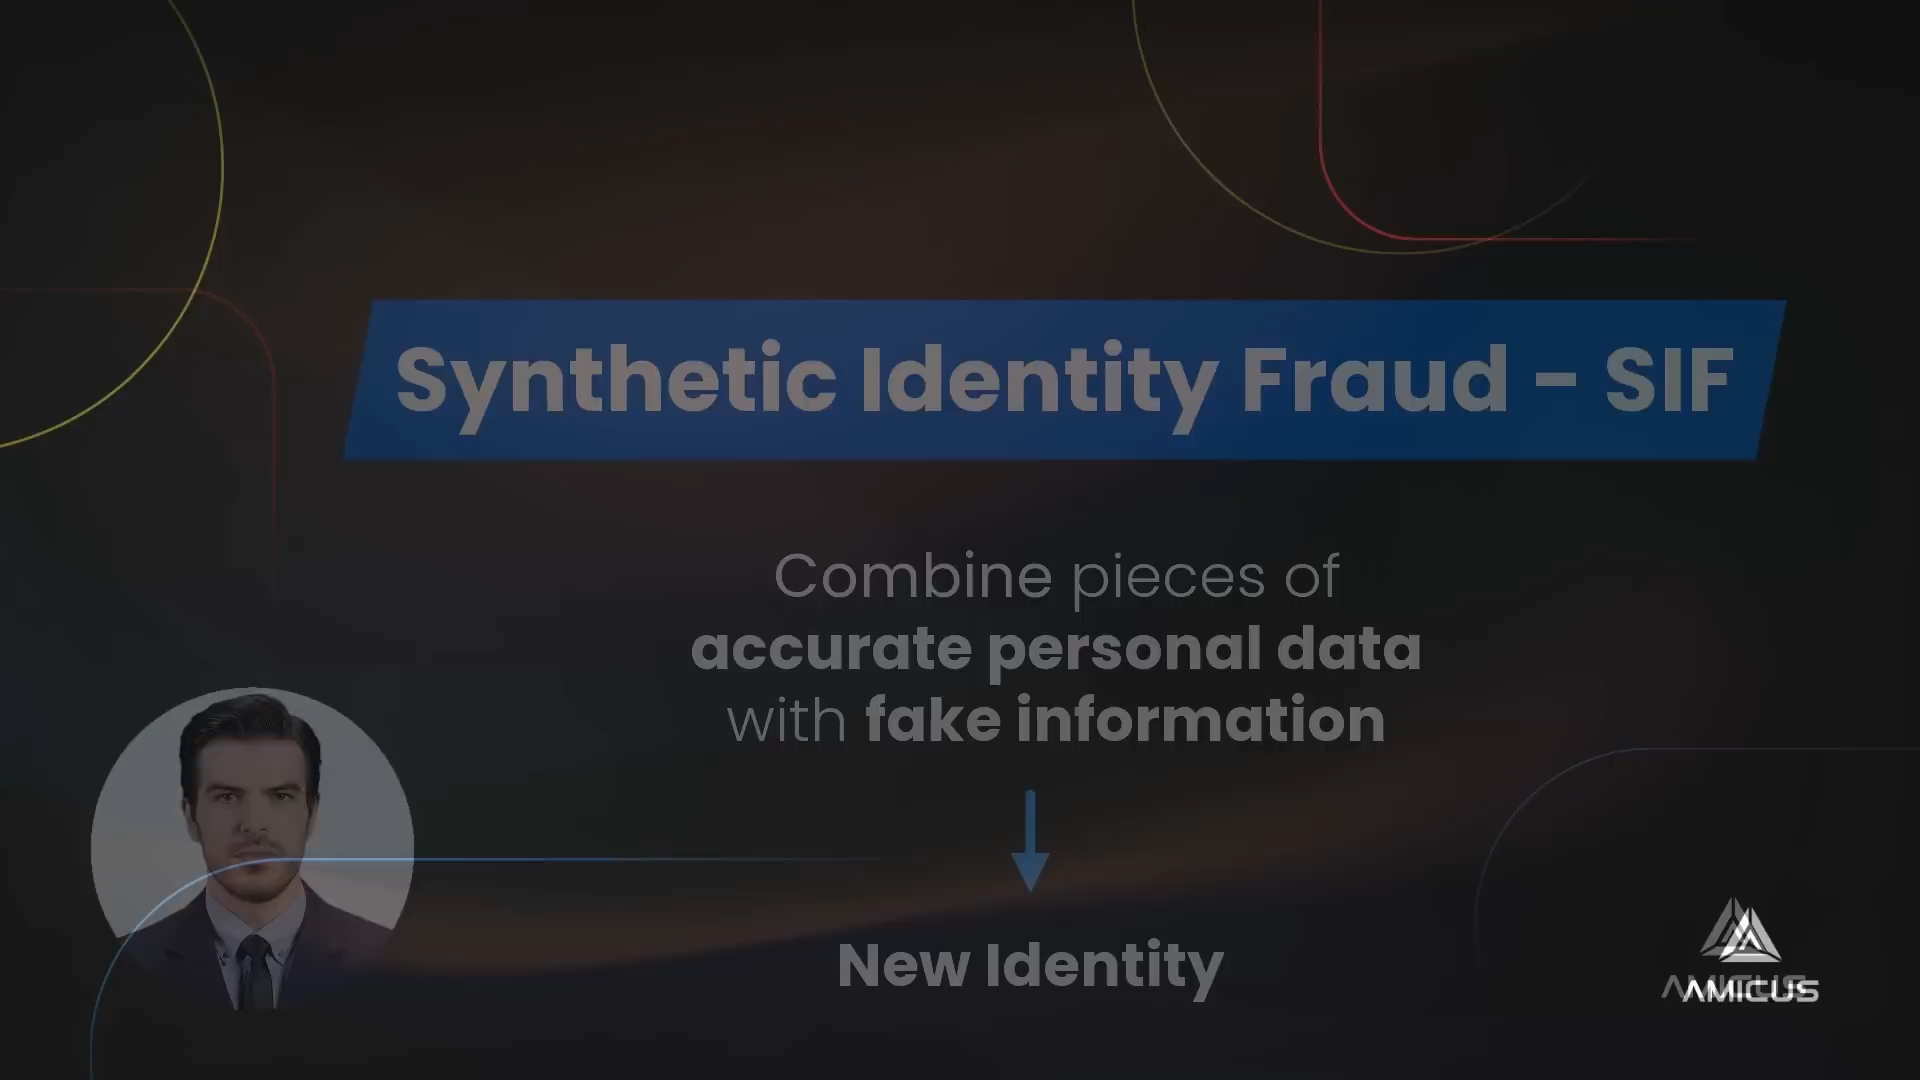 Synthetic Identity Fraud - SIF
Combine pieces of
accurate personal data
with fake information
New Identity
AMICUS